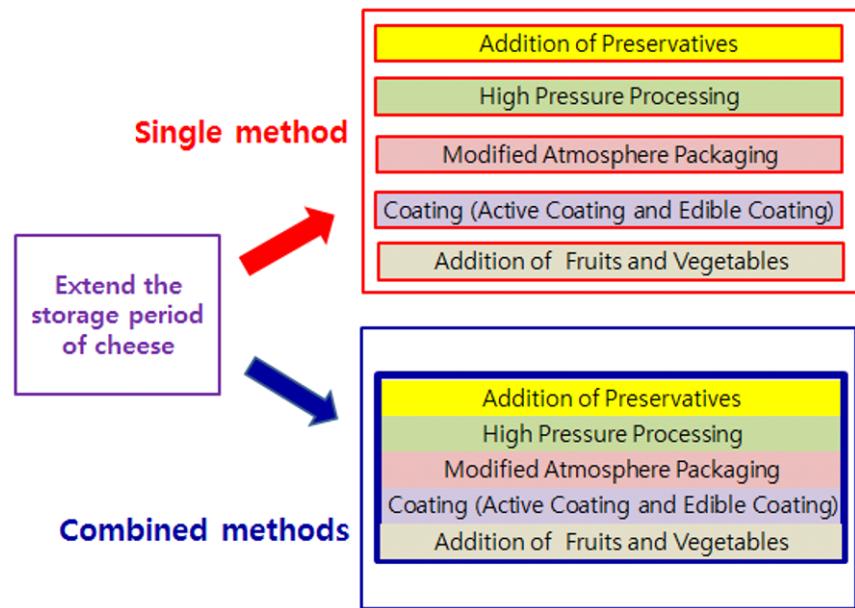 Addition of Preservatives
High Pressure Processing
Single method
Modified Atmosphere Packaging
Coating (Active Coating and Edible Coating)
Addition of Fruits and Vegetables
Extend the
storage period
of cheese
Addition of Preservatives
High Pressure Processing
Modified Atmosphere Packaging
Coating (Active Coating and Edible Coating)
Combined methods
Addition of Fruits and Vegetables